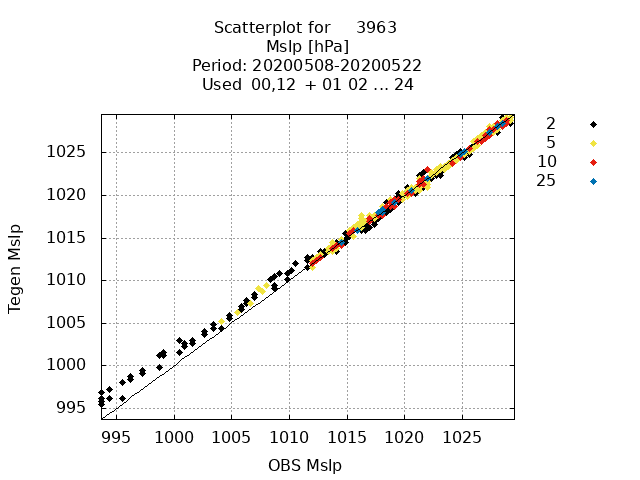 Scatterplot for 3963
Mslp [hPa]
Period: 20200508-20200522
Used 00,12 + 01 02 ... 24
2
5
10
25
Tegen Mslp
1025
1020
1015
1010
1005
1000
995
995 1000 1005 1010 1015 1020 1025
OBS Mslp